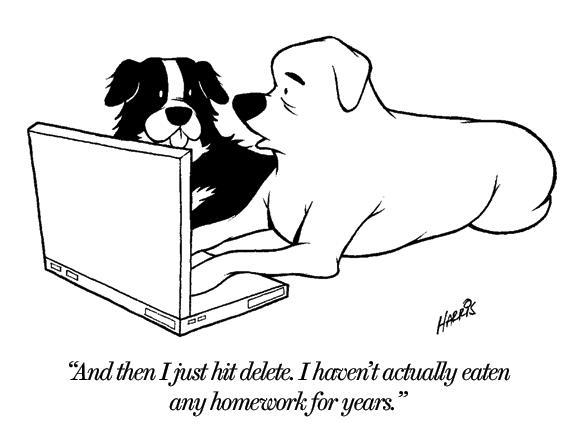 HARRIS
“And then I just hit delete. I haven’t actually eaten
any homework for years.”